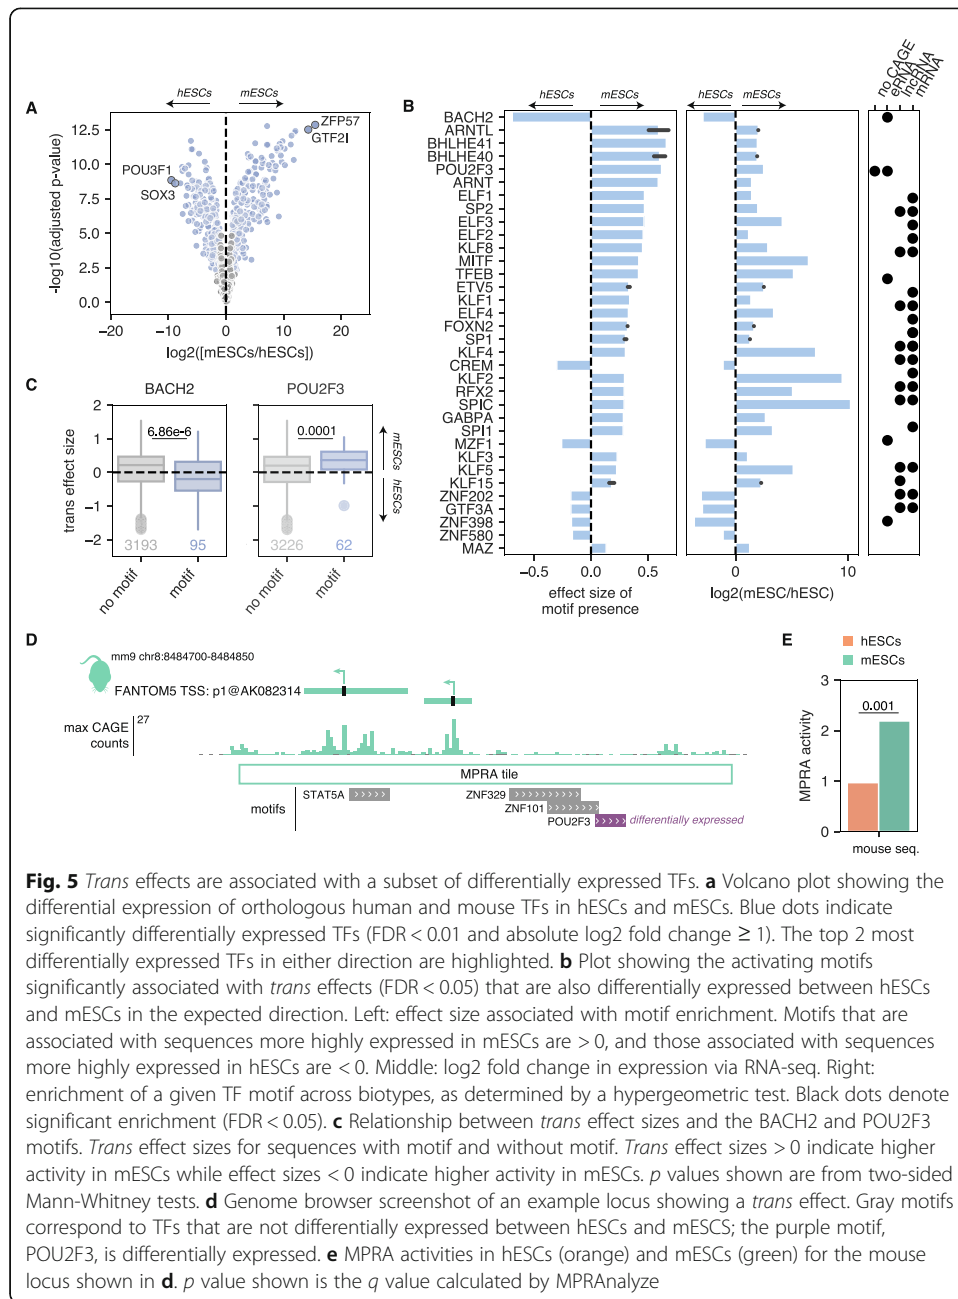 A
hESCs
mESCs
ZFP57
GTF2I
POU3F1
SOX3
12.5
10.0
7.5
5.0
2.5
0.0
-log10(adjusted p-value)
−20
−10
0
10
20
log2([mESCs/hESCs])
B
hESCs
mESCs
hESCs
mESCs
no CAGE
eRNA
lncRNA
mRNA
BACH2
ARNTL
BHLHE41
BHLHE40
POU2F3
ARNT
ELF1
SP2
ELF3
ELF2
KLF8
MITF
TFEB
ETV5
KLF1
ELF4
FOXN2
SP1
KLF4
CREM
KLF2
RFX2
SPIC
GABPA
SPI1
MZF1
KLF3
KLF5
KLF15
ZNF202
GTF3A
ZNF398
ZNF580
MAZ
−0.5
0.0
0.5
effect size of
motif presence
0
10
log2(mESC/hESC)
C
BACH2
POU2F3
2
1
0
−1
−2
trans effect size
6.86e-6
0.0001
mESCs
hESCs
3193
95
3226
62
no motif
motif
no motif
motif
D
mm9 chr8:8484700-8484850
FANTOM5 TSS: p1@AK082314
max CAGE
counts
27
MPRA tile
motifs
STAT5A
ZNF329
ZNF101
POU2F3
differentially expressed
E
hESCs
mESCs
3
2
1
0
MPRA activity
0.001
mouse seq.
Fig. 5 Trans effects are associated with a subset of differentially expressed TFs. a Volcano plot showing the
differential expression of orthologous human and mouse TFs in hESCs and mESCs. Blue dots indicate
significantly differentially expressed TFs (FDR < 0.01 and absolute log2 fold change ≥ 1). The top 2 most
differentially expressed TFs in either direction are highlighted. b Plot showing the activating motifs
significantly associated with trans effects (FDR < 0.05) that are also differentially expressed between hESCs
and mESCs in the expected direction. Left: effect size associated with motif enrichment. Motifs that are
associated with sequences more highly expressed in mESCs are > 0, and those associated with sequences
more highly expressed in hESCs are < 0. Middle: log2 fold change in expression via RNA-seq. Right:
enrichment of a given TF motif across biotypes, as determined by a hypergeometric test. Black dots denote
significant enrichment (FDR < 0.05). c Relationship between trans effect sizes and the BACH2 and POU2F3
motifs. Trans effect sizes for sequences with motif and without motif. Trans effect sizes > 0 indicate higher
activity in mESCs while effect sizes < 0 indicate higher activity in mESCs. p values shown are from two-sided
Mann-Whitney tests. d Genome browser screenshot of an example locus showing a trans effect. Gray motifs
correspond to TFs that are not differentially expressed between hESCs and mESCS; the purple motif,
POU2F3, is differentially expressed. e MPRA activities in hESCs (orange) and mESCs (green) for the mouse
locus shown in d. p value shown is the q value calculated by MPRAnalyze